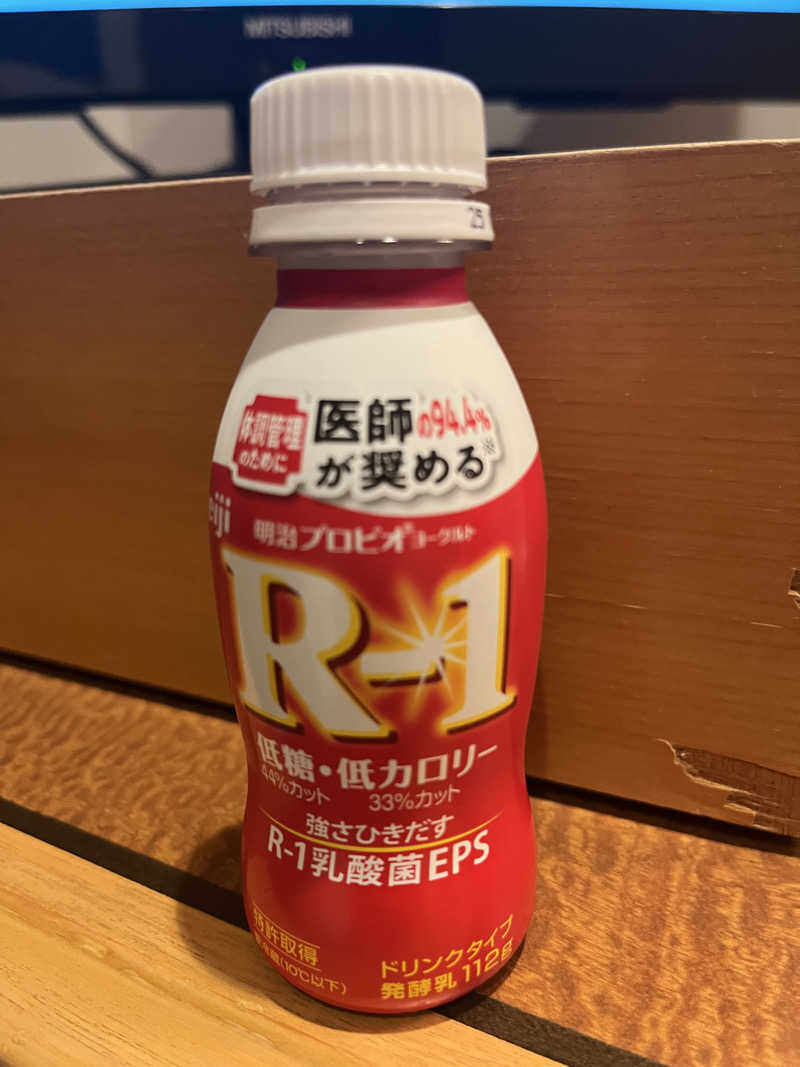 MITSUBISHI
25
体調管理
のために
医師の94.4%
が奨める※
eiji
明治プロビオヨーグルト
R-1
低糖・低カロリー
44%カット 33%カット
強さひきだす
R-1乳酸菌EPS
特許取得
(10℃以下)
ドリンクタイプ
発酵乳 112g